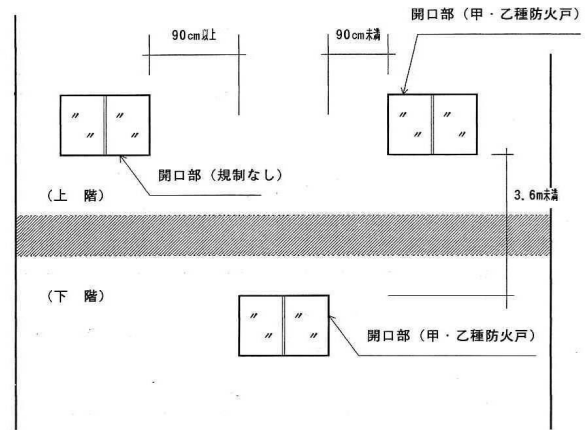 開口部（甲・乙種防火戸）
90cm以上
90cm未満
開口部（規制なし）
（上 階）
3.6m未満
（下 階）
開口部（甲・乙種防火戸）